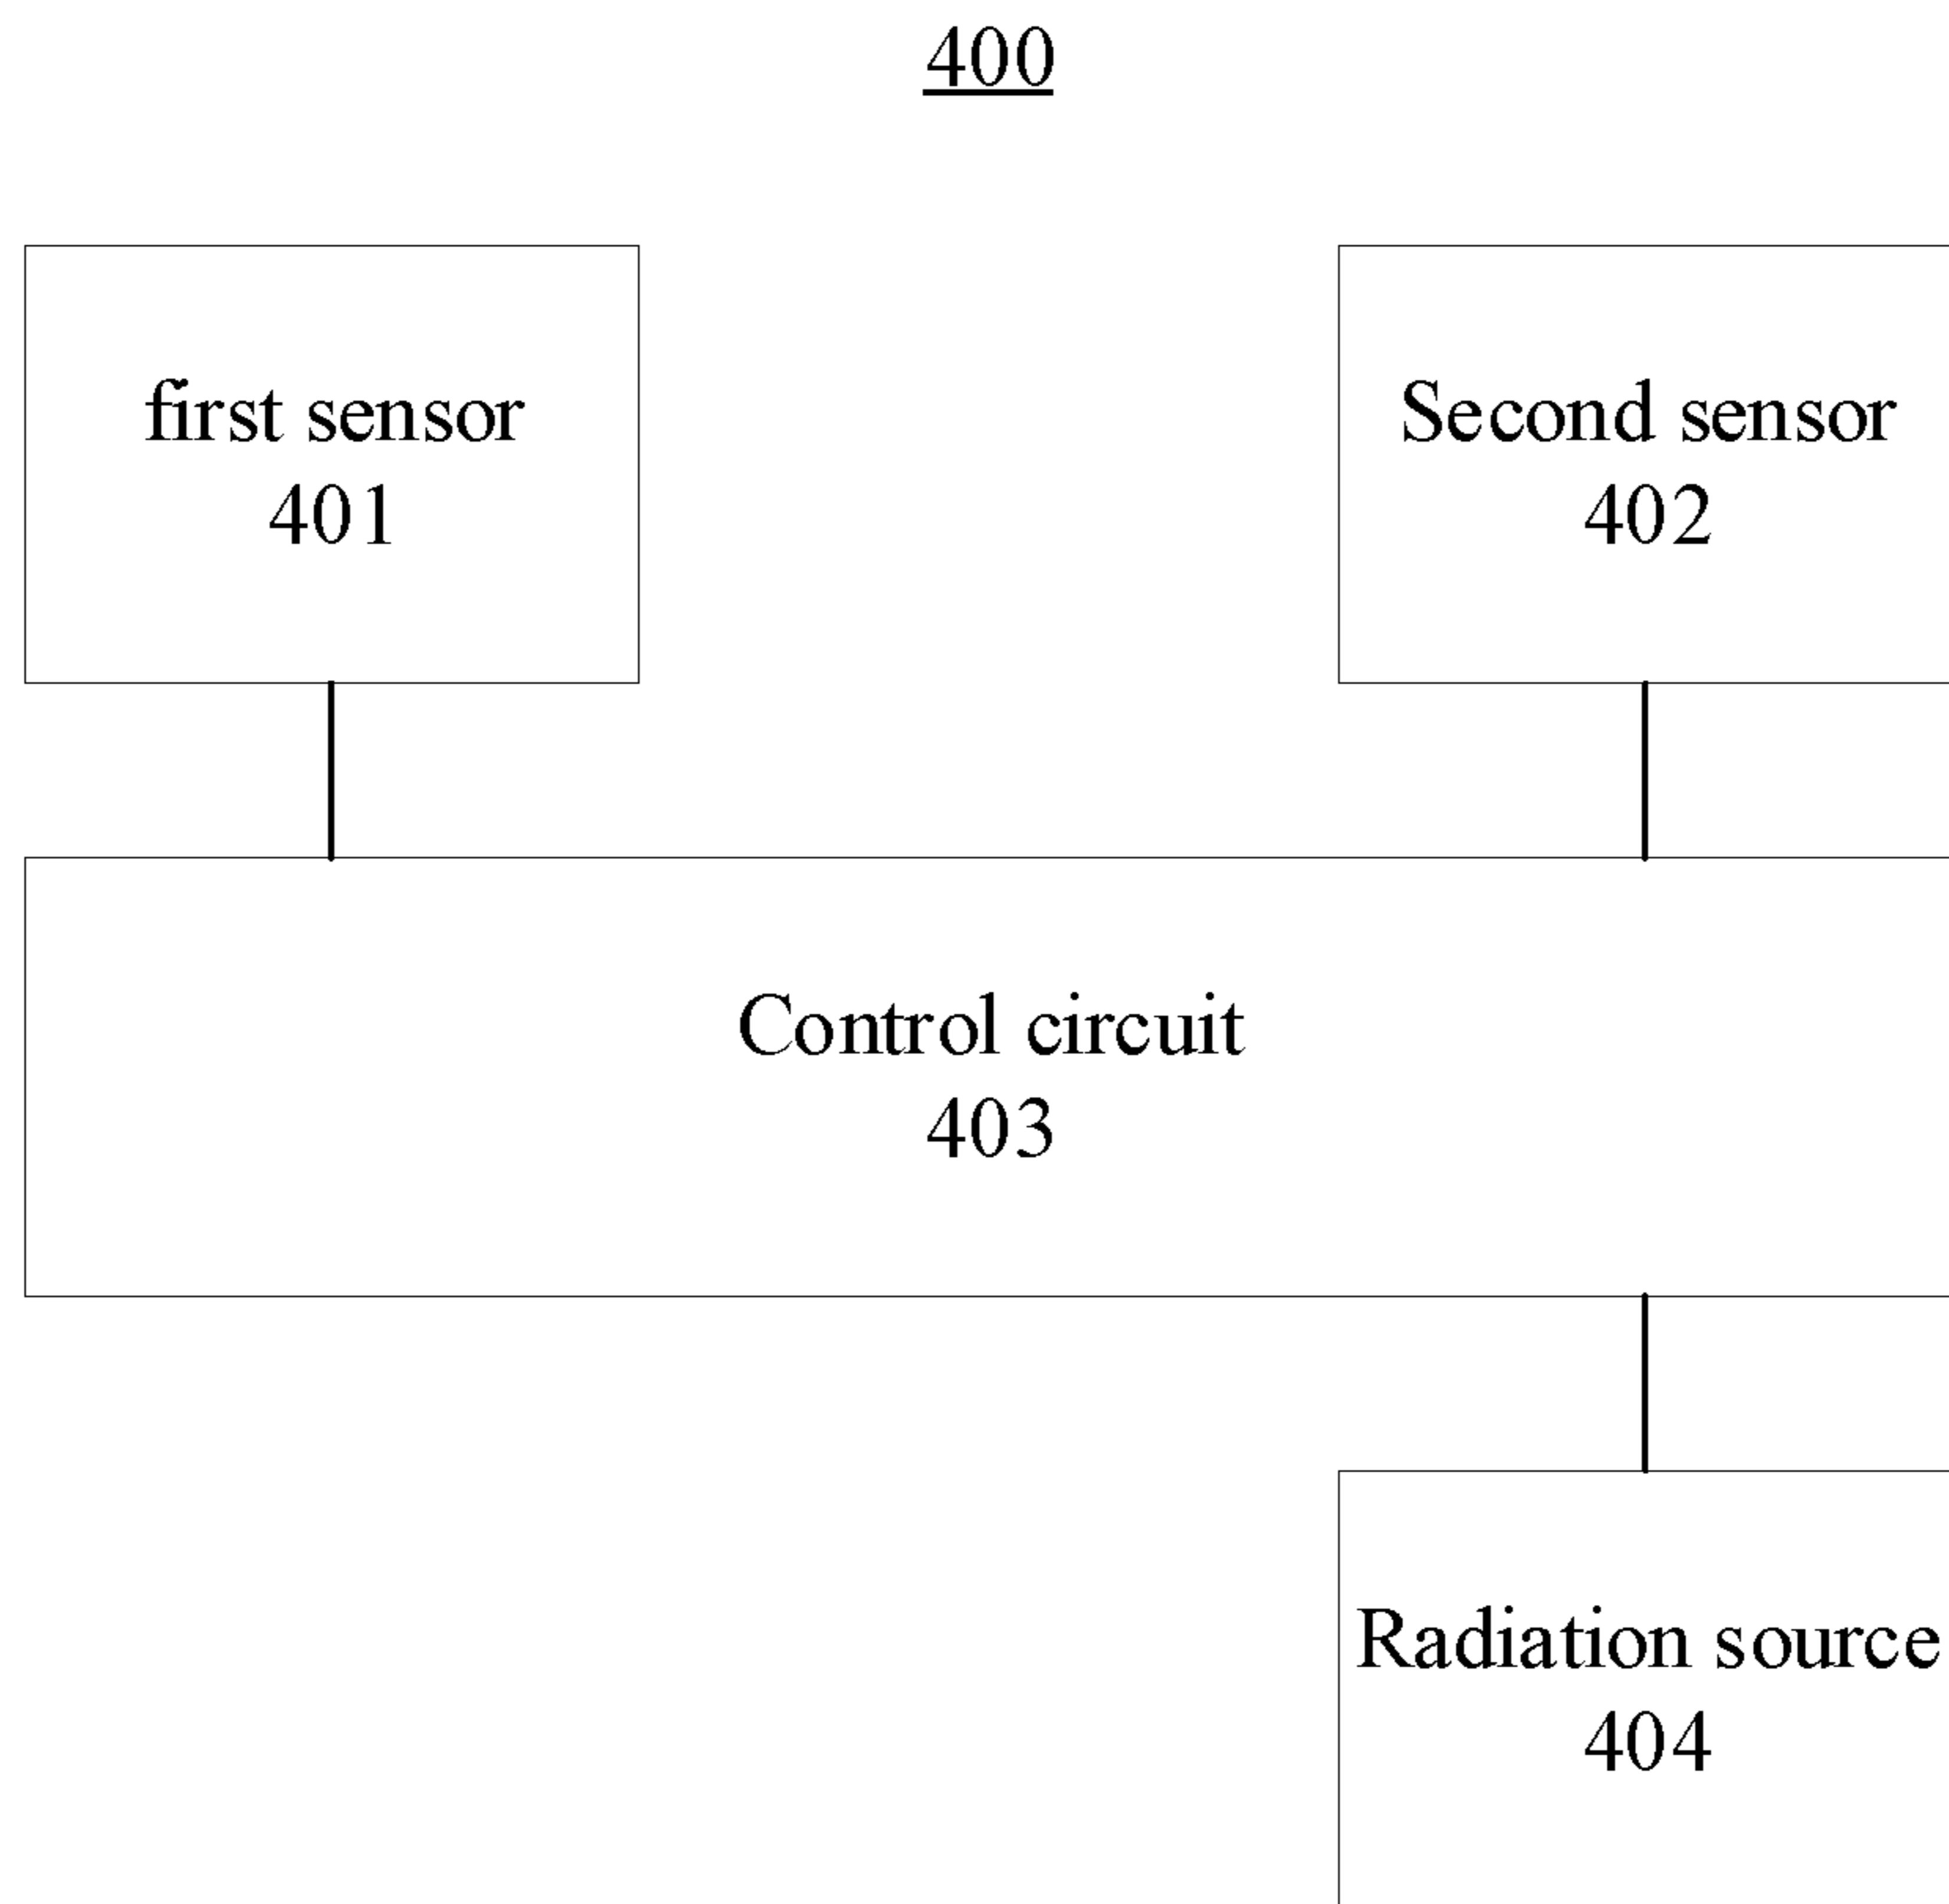 400
first sensor
401
Second sensor
402
Control circuit
403
Radiation source
404